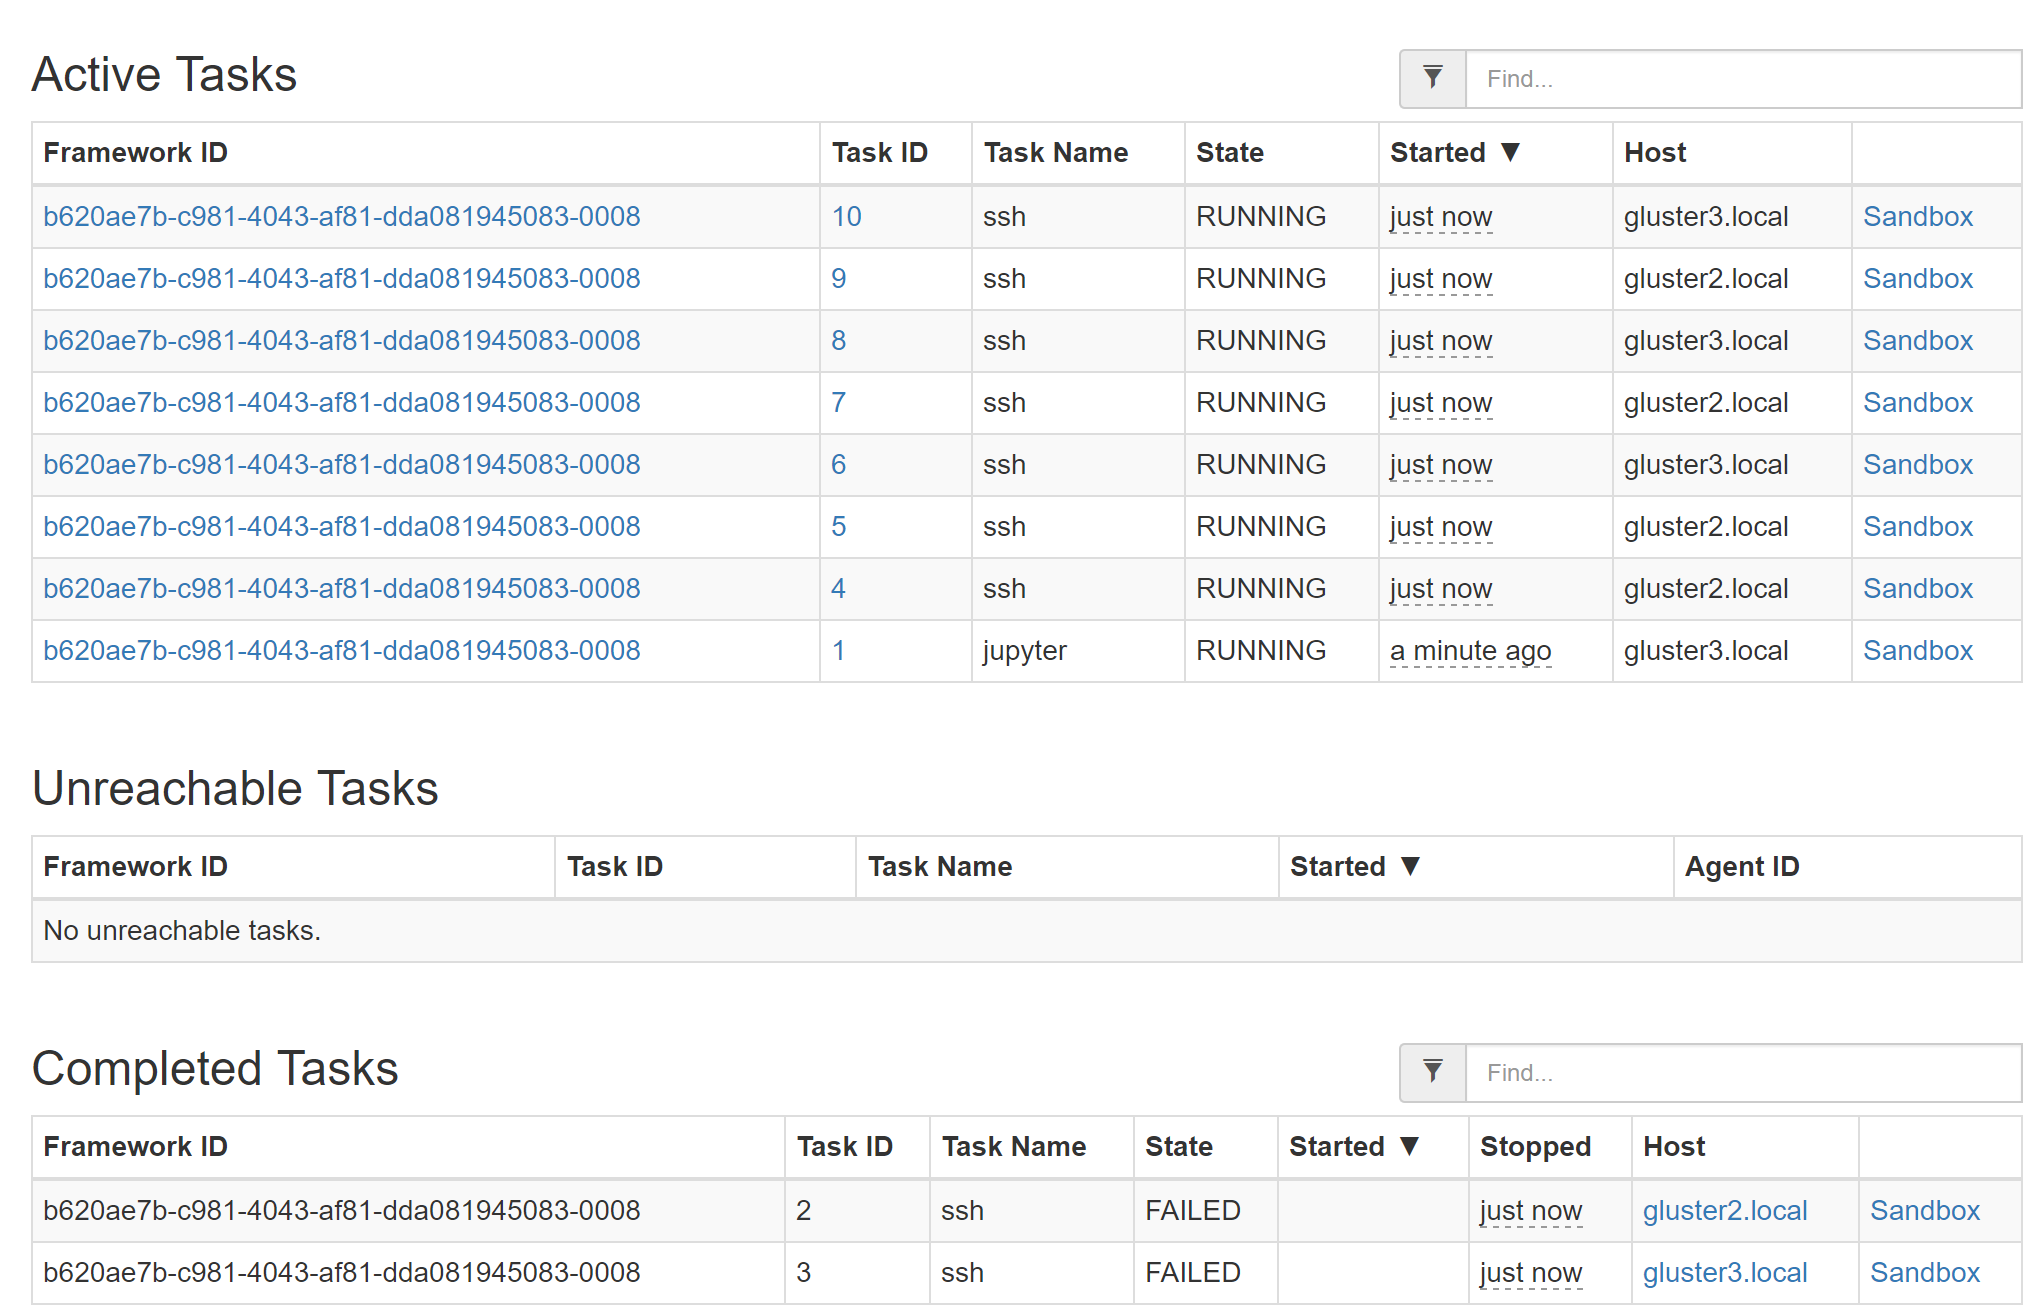 Active Tasks
Find...
Framework ID Task ID Task Name State Started ▼ Host
b620ae7b-c981-4043-af81-dda081945083-0008 10 ssh RUNNING just now gluster3.local Sandbox
b620ae7b-c981-4043-af81-dda081945083-0008 9 ssh RUNNING just now gluster2.local Sandbox
b620ae7b-c981-4043-af81-dda081945083-0008 8 ssh RUNNING just now gluster3.local Sandbox
b620ae7b-c981-4043-af81-dda081945083-0008 7 ssh RUNNING just now gluster2.local Sandbox
b620ae7b-c981-4043-af81-dda081945083-0008 6 ssh RUNNING just now gluster3.local Sandbox
b620ae7b-c981-4043-af81-dda081945083-0008 5 ssh RUNNING just now gluster2.local Sandbox
b620ae7b-c981-4043-af81-dda081945083-0008 4 ssh RUNNING just now gluster2.local Sandbox
b620ae7b-c981-4043-af81-dda081945083-0008 1 jupyter RUNNING a minute ago gluster3.local Sandbox
Unreachable Tasks
Framework ID Task ID Task Name Started ▼ Agent ID
No unreachable tasks.
Completed Tasks
Find...
Framework ID Task ID Task Name State Started ▼ Stopped Host
b620ae7b-c981-4043-af81-dda081945083-0008 2 ssh FAILED just now gluster2.local Sandbox
b620ae7b-c981-4043-af81-dda081945083-0008 3 ssh FAILED just now gluster3.local Sandbox